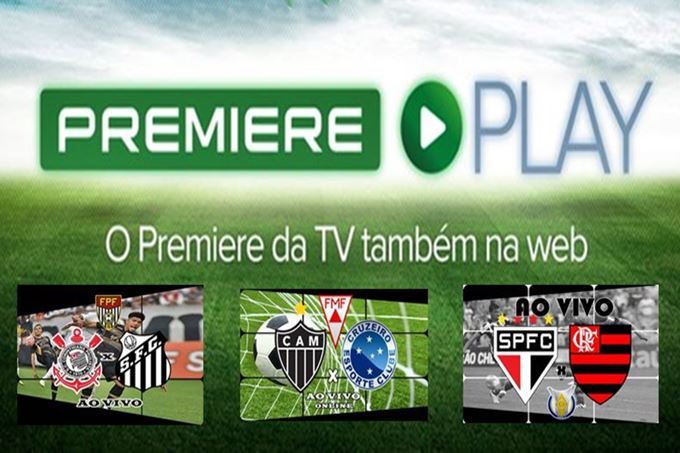 PREMIERE PLAY
O Premiere da TV também na web
FPF
X
S.F.C.
AO VIVO
FMF
CAM
X
CRUZEIRO
ESPORTE CLUBE
AO VIVO
ONLINE
AO VIVO
SPFC
X